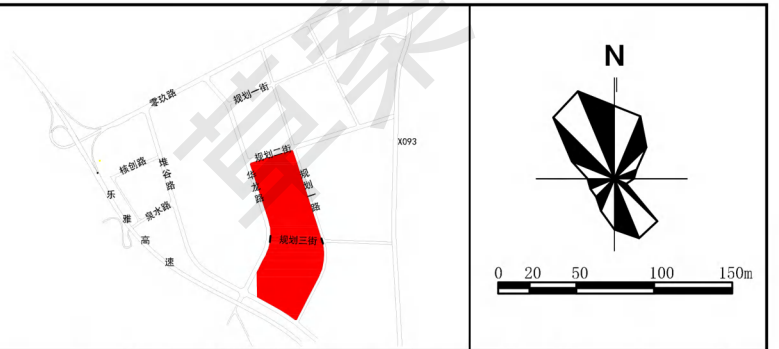 草案
零玖路
规划一街
X093
规划二街
核创路
堆谷路
华龙路
规划一路
乐雅高速
泉水路
规划三街
N
0 20 50 100 150m